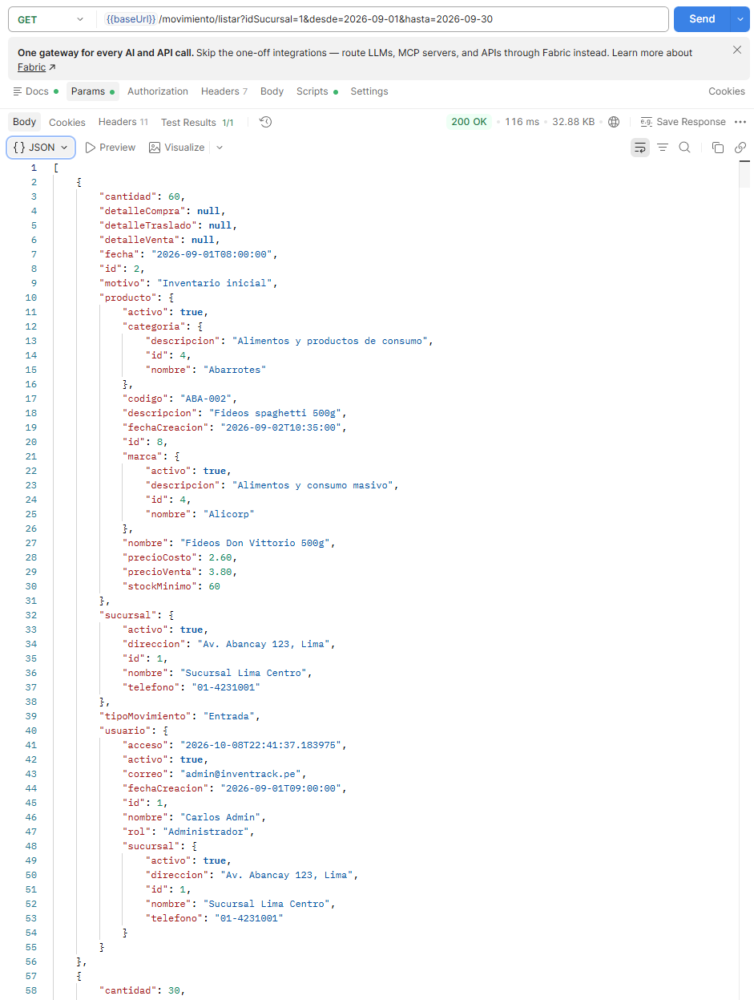 GET {{baseUrl}} /movimiento/listar?idSucursal=1&desde=2026-09-01&hasta=2026-09-30 Send
One gateway for every AI and API call. Skip the one-off integrations — route LLMs, MCP servers, and APIs through Fabric instead. Learn more about
Fabric ↗
Docs Params Authorization Headers 7 Body Scripts Settings Cookies
Body Cookies Headers 11 Test Results 1/1 200 OK • 116 ms • 32.88 KB • e.g. Save Response
{} JSON Preview Visualize
1 [
2 {
3 "cantidad": 60,
4 "detalleCompra": null,
5 "detalleTraslado": null,
6 "detalleVenta": null,
7 "fecha": "2026-09-01T08:00:00",
8 "id": 2,
9 "motivo": "Inventario inicial",
10 "producto": {
11 "activo": true,
12 "categoria": {
13 "descripcion": "Alimentos y productos de consumo",
14 "id": 4,
15 "nombre": "Abarrotes"
16 },
17 "codigo": "ABA-002",
18 "descripcion": "Fideos spaghetti 500g",
19 "fechaCreacion": "2026-09-02T10:35:00",
20 "id": 8,
21 "marca": {
22 "activo": true,
23 "descripcion": "Alimentos y consumo masivo",
24 "id": 4,
25 "nombre": "Alicorp"
26 },
27 "nombre": "Fideos Don Vittorio 500g",
28 "precioCosto": 2.60,
29 "precioVenta": 3.80,
30 "stockMinimo": 60
31 },
32 "sucursal": {
33 "activo": true,
34 "direccion": "Av. Abancay 123, Lima",
35 "id": 1,
36 "nombre": "Sucursal Lima Centro",
37 "telefono": "01-4231001"
38 },
39 "tipoMovimiento": "Entrada",
40 "usuario": {
41 "acceso": "2026-10-08T22:41:37.183975",
42 "activo": true,
43 "correo": "admin@inventrack.pe",
44 "fechaCreacion": "2026-09-01T09:00:00",
45 "id": 1,
46 "nombre": "Carlos Admin",
47 "rol": "Administrador",
48 "sucursal": {
49 "activo": true,
50 "direccion": "Av. Abancay 123, Lima",
51 "id": 1,
52 "nombre": "Sucursal Lima Centro",
53 "telefono": "01-4231001"
54 }
55 }
56 },
57 {
58 "cantidad": 30,